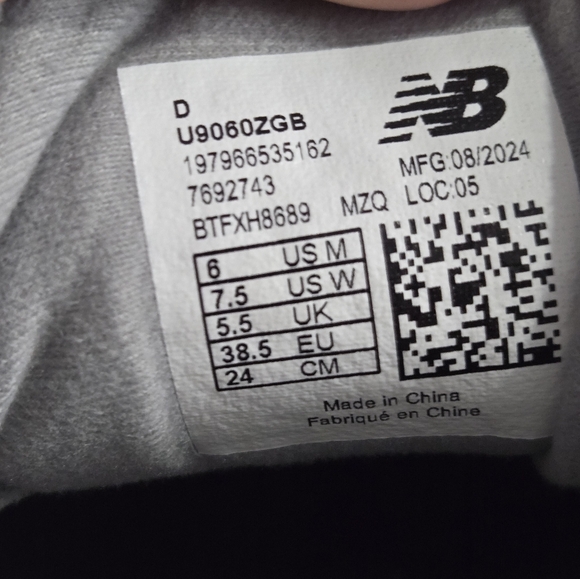 D
U9060ZGB
197966535162
7692743
BTFXH8689 MZQ
NB
MFG:08/2024
LOC:05
6 US M
7.5 US W
5.5 UK
38.5 EU
24 CM
Made in China
Fabriqué en Chine